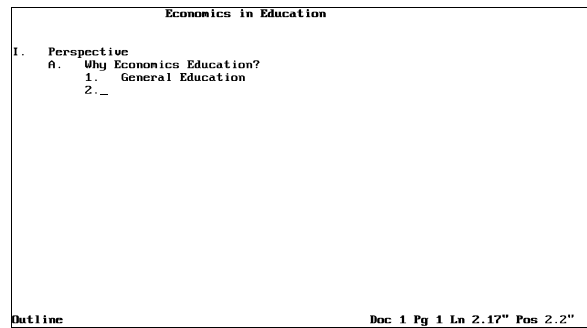 Economics in Education
I. Perspective
A. Why Economics Education?
1. General Education
2._
Outline Doc 1 Pg 1 Ln 2.17" Pos 2.2"